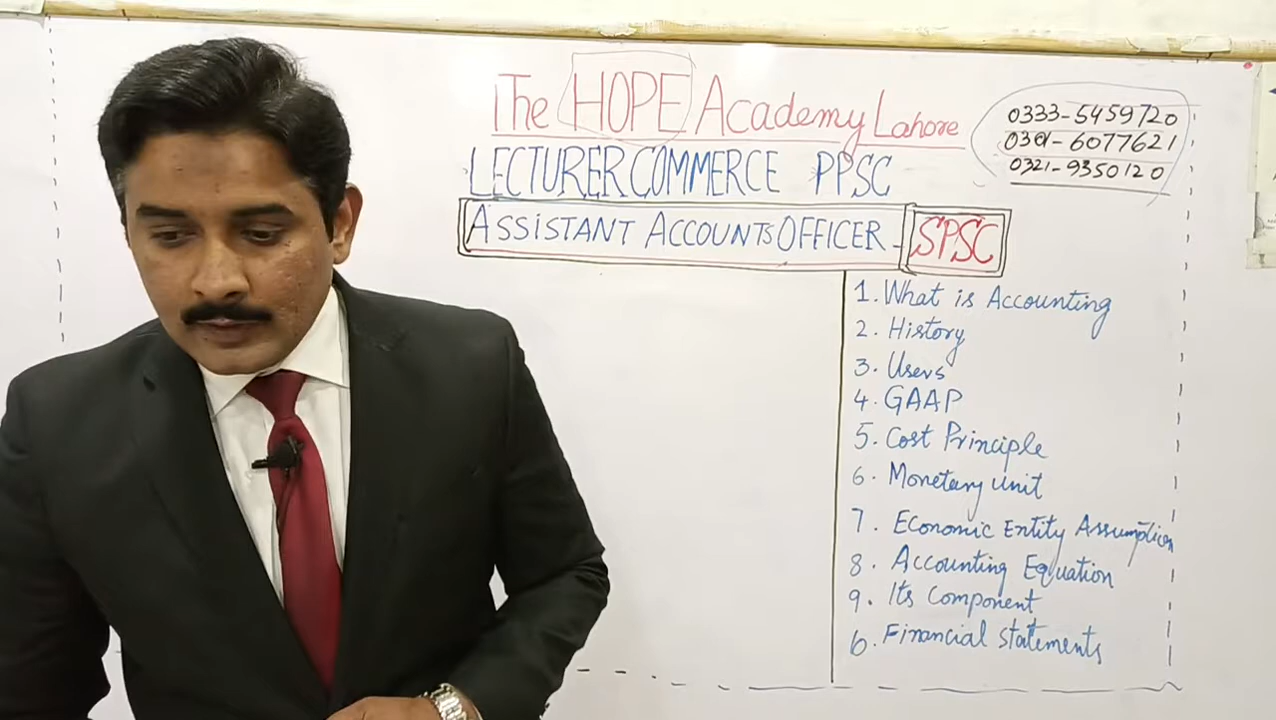 The HOPE Academy Lahore
0333-5459720
0301-6077621
0321-9350120
LECTURER COMMERCE PPSC
ASSISTANT ACCOUNTS OFFICER - SPSC
1. What is Accounting
2. History
3. Users
4. GAAP
5. Cost Principle
6. Monetary unit
7. Economic Entity Assumption
8. Accounting Equation
9. Its Component
10. Financial statements